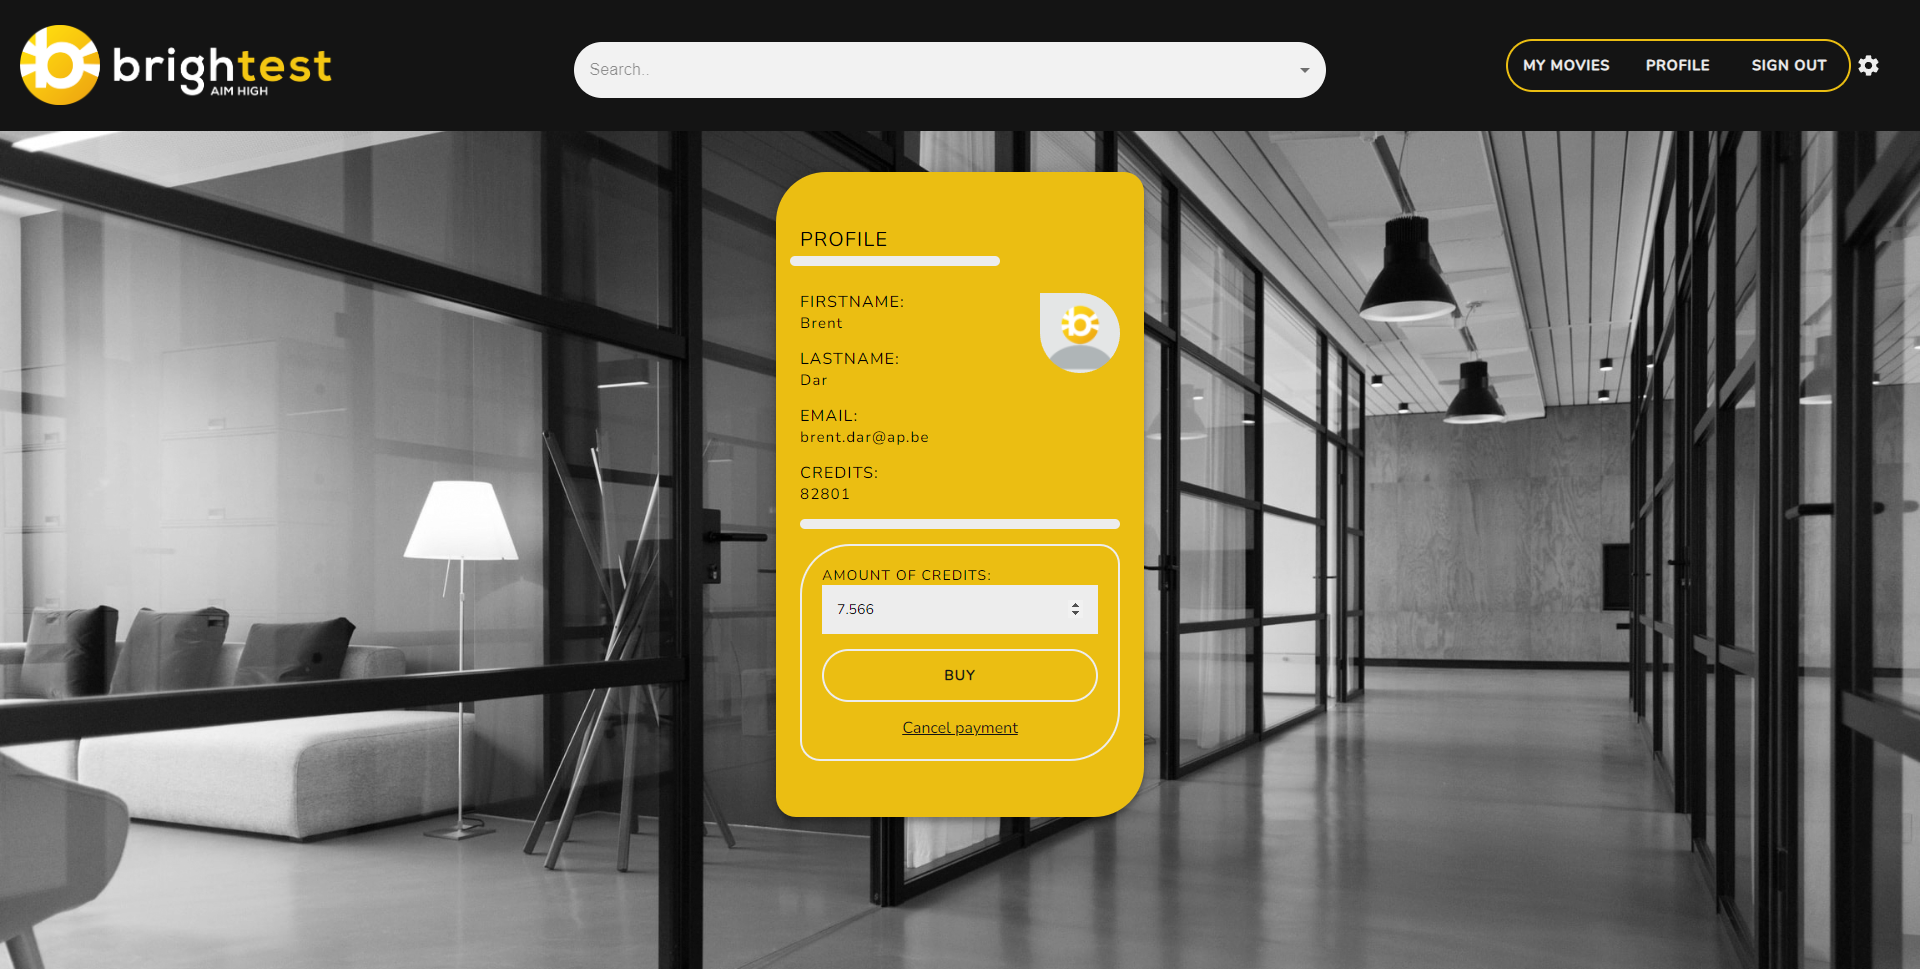 brightest
AIM HIGH
Search..
MY MOVIES
PROFILE
SIGN OUT
PROFILE
FIRSTNAME:
Brent
LASTNAME:
Dar
EMAIL:
brent.dar@ap.be
CREDITS:
82801
AMOUNT OF CREDITS:
7.566
BUY
Cancel payment